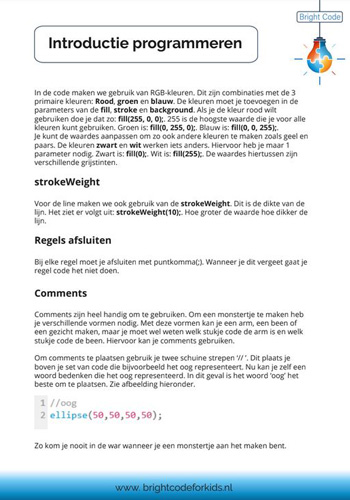 Bright Code
Introductie programmeren
In de code maken we gebruik van RGB-kleuren. Dit zijn combinaties met de 3
primaire kleuren: Rood, groen en blauw. De kleuren moet je toevoegen in de
parameters van de fill, stroke en background. Als je de kleur rood wilt
gebruiken doe je dat zo: fill(255, 0, 0);. 255 is de hoogste waarde die je voor alle
kleuren kunt gebruiken. Groen is: fill(0, 255, 0);. Blauw is: fill(0, 0, 255);.
Je kunt de waardes aanpassen om zo ook andere kleuren te maken zoals geel en
paars. De kleuren zwart en wit werken iets anders. Hiervoor heb je maar 1
parameter nodig. Zwart is: fill(0);. Wit is: fill(255);. De waardes hiertussen zijn
verschillende grijstinten.
strokeWeight
Voor de line maken we ook gebruik van de strokeWeight. Dit is de dikte van de
lijn. Het ziet er volgt uit: strokeWeight(10);. Hoe groter de waarde hoe dikker de
lijn.
Regels afsluiten
Bij elke regel moet je afsluiten met puntkomma(;). Wanneer je dit vergeet gaat je
regel code het niet doen.
Comments
Comments zijn heel handig om te gebruiken. Om een monstertje te maken heb
je verschillende vormen nodig. Met deze vormen kan je een arm, een been of
een gezicht maken, maar je moet wel weten welk stukje code de arm is en welk
stukje code de been. Hiervoor kan je comments gebruiken.
Om comments te plaatsen gebruik je twee schuine strepen '// '. Dit plaats je
boven je set van code die bijvoorbeeld het oog representeert. Nu kan je zelf een
woord bedenken die het oog representeerd. In dit geval is het woord 'oog' het
beste om te plaatsen. Zie afbeelding hieronder.
1 //oog
2 ellipse(50,50,50,50);
Zo kom je nooit in de war wanneer je een monstertje aan het maken bent.
www. brightcodeforkids.nl